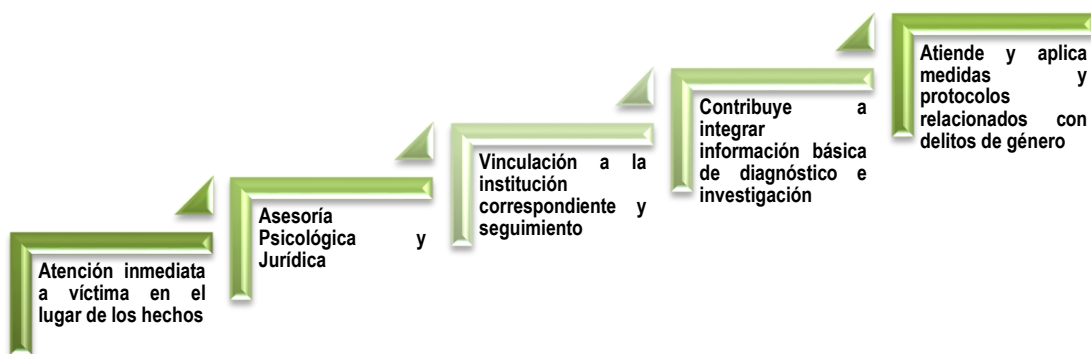 Atención inmediata
a víctima en el
lugar de los hechos
Asesoría
Psicológica y
Jurídica
Vinculación a la
institución
correspondiente y
seguimiento
Contribuye a
integrar
información básica
de diagnóstico e
investigación
Atiende y aplica
medidas y
protocolos
relacionados con
delitos de género